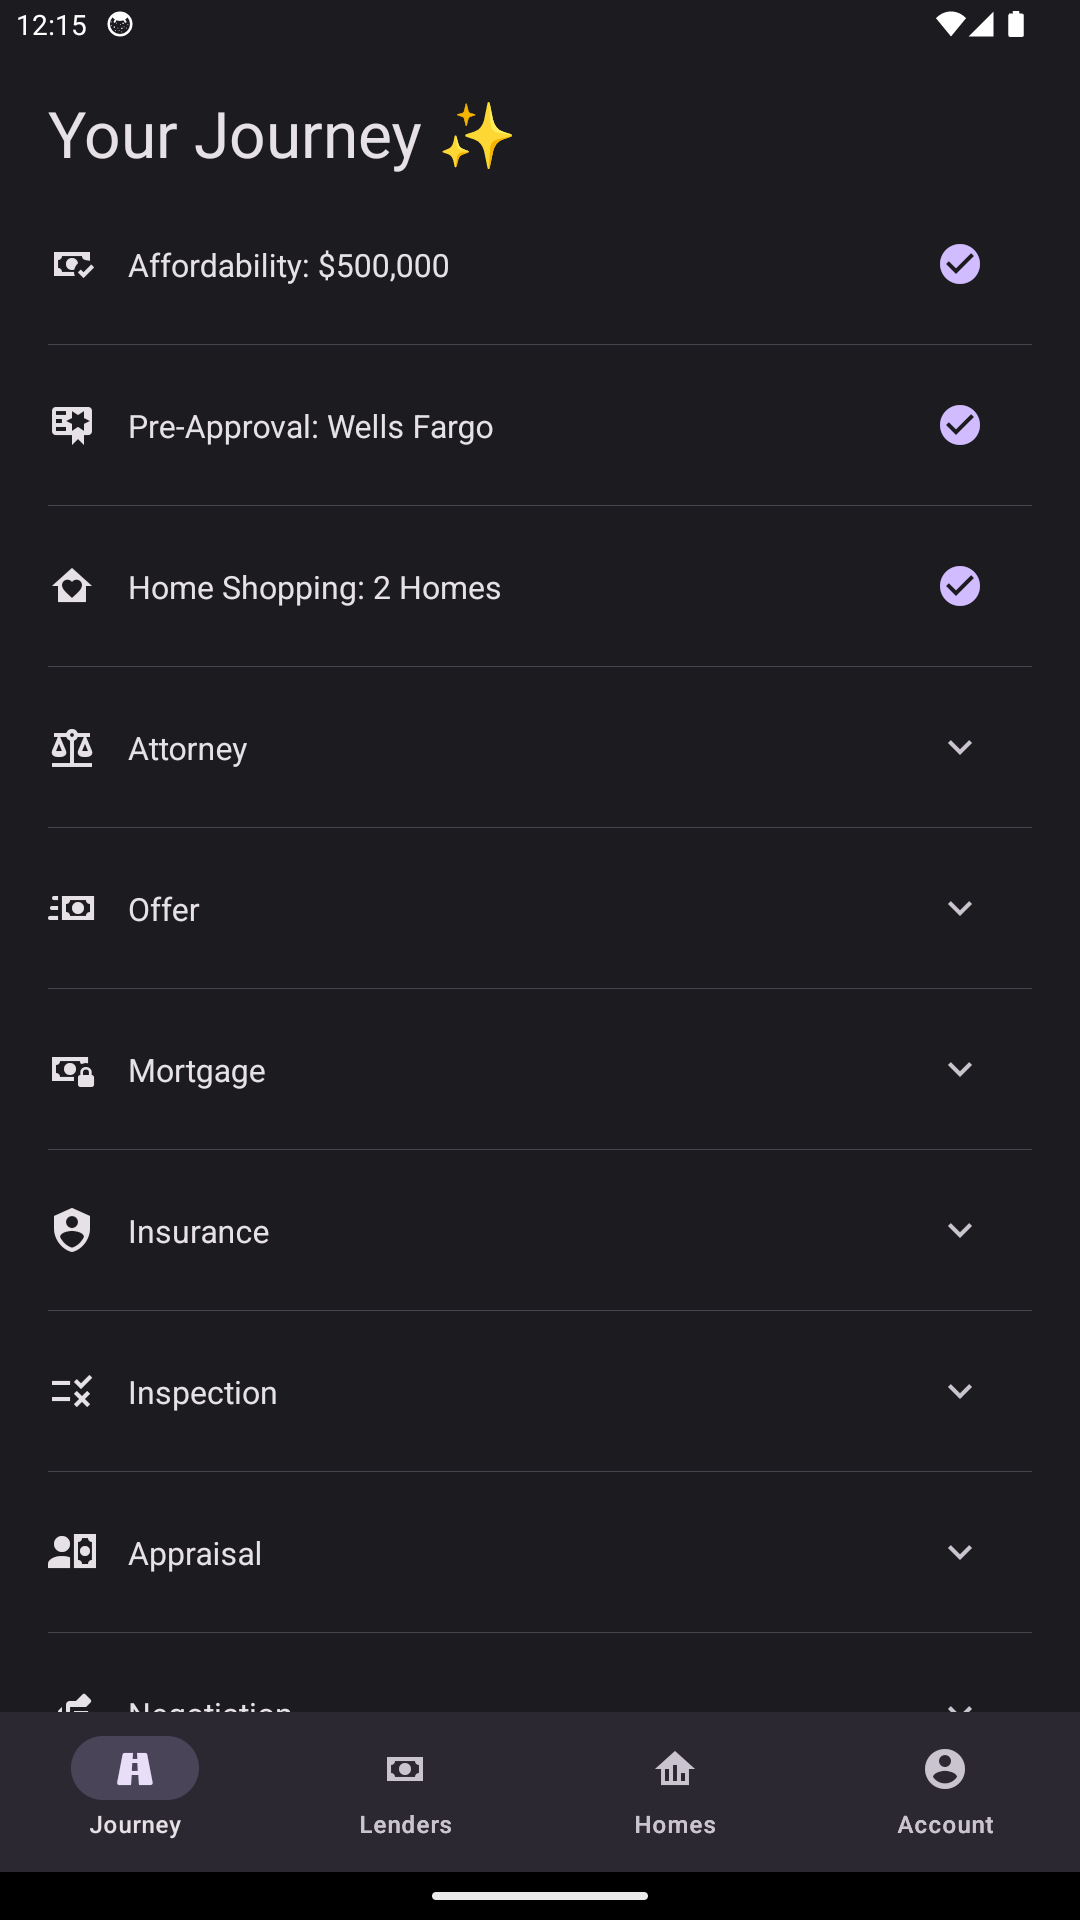 12:15
Your Journey ✨
Affordability: $500,000
Pre-Approval: Wells Fargo
Home Shopping: 2 Homes
Attorney
Offer
Mortgage
Insurance
Inspection
Appraisal
Negotiation
Journey
Lenders
Homes
Account